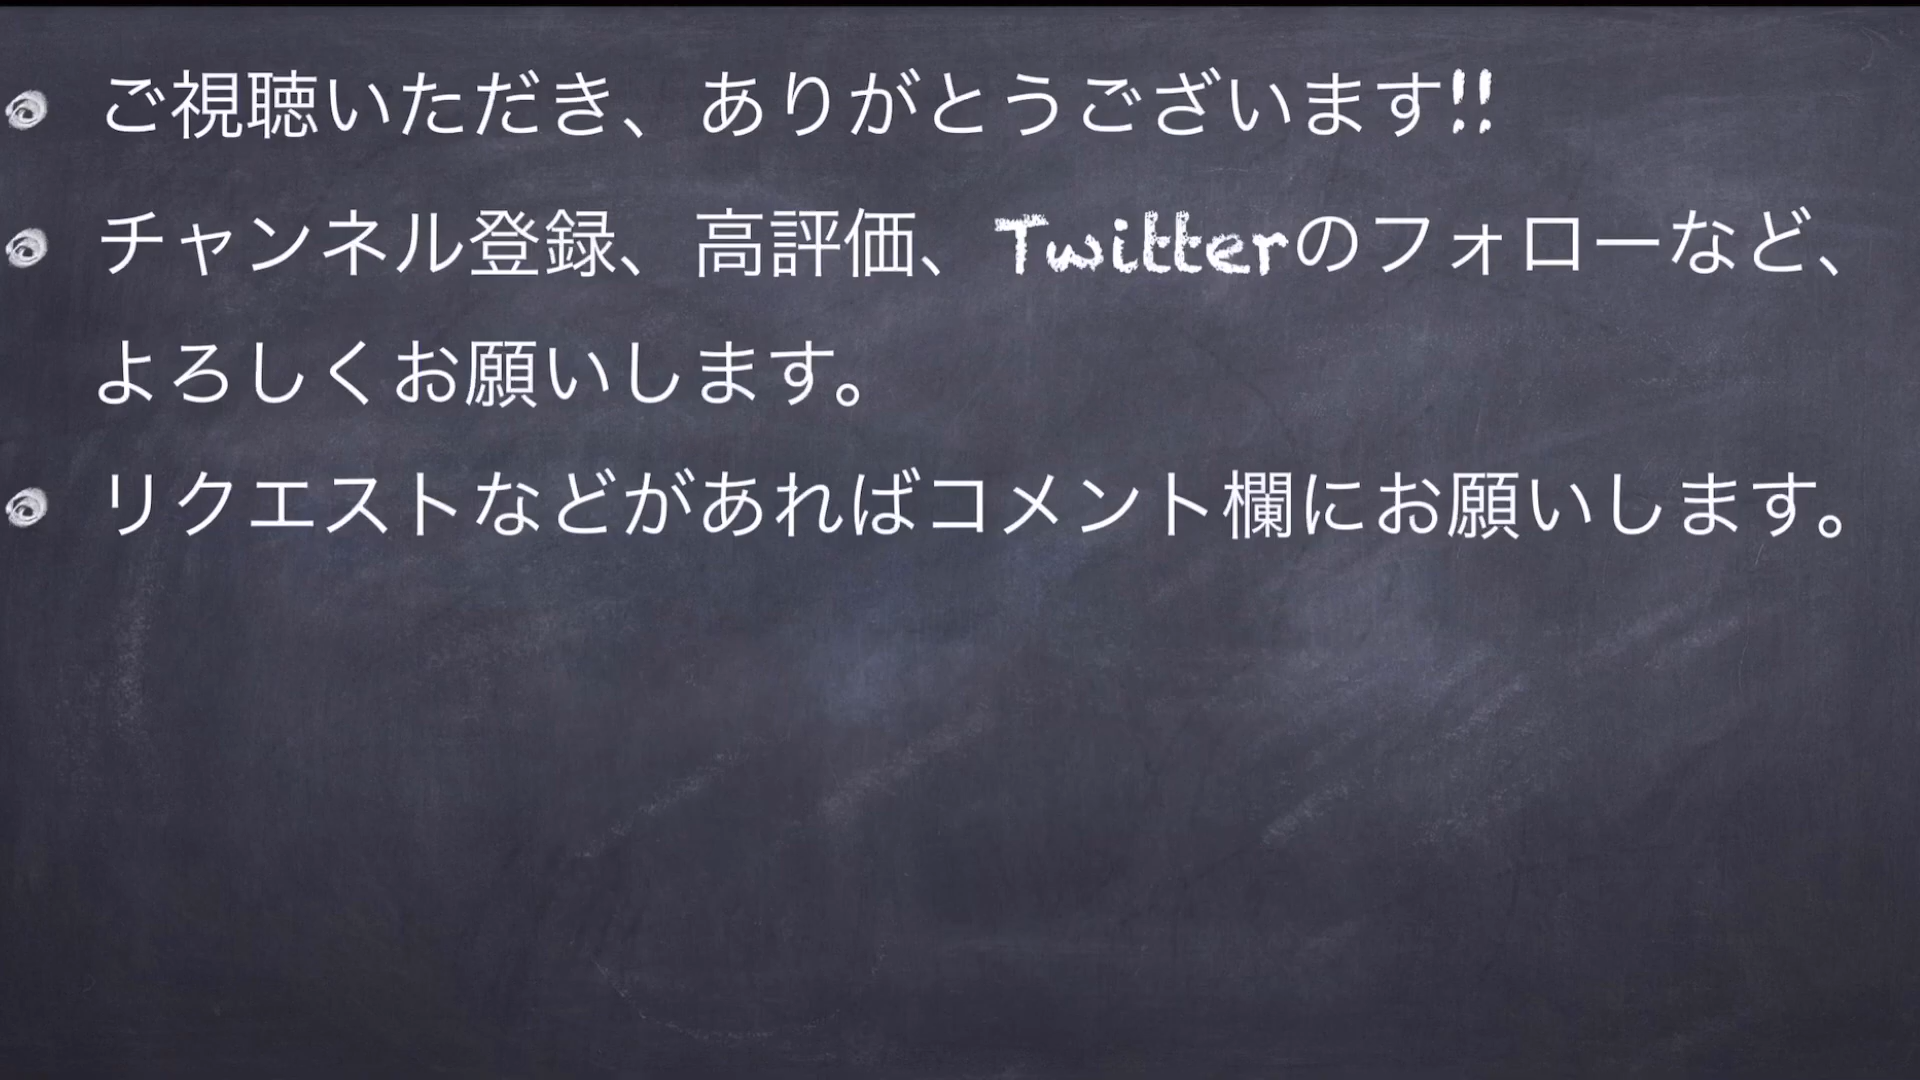 ご視聴いただき、ありがとうございます!!
チャンネル登録、高評価、Twitterのフォローなど、
よろしくお願いします。
リクエストなどがあればコメント欄にお願いします。